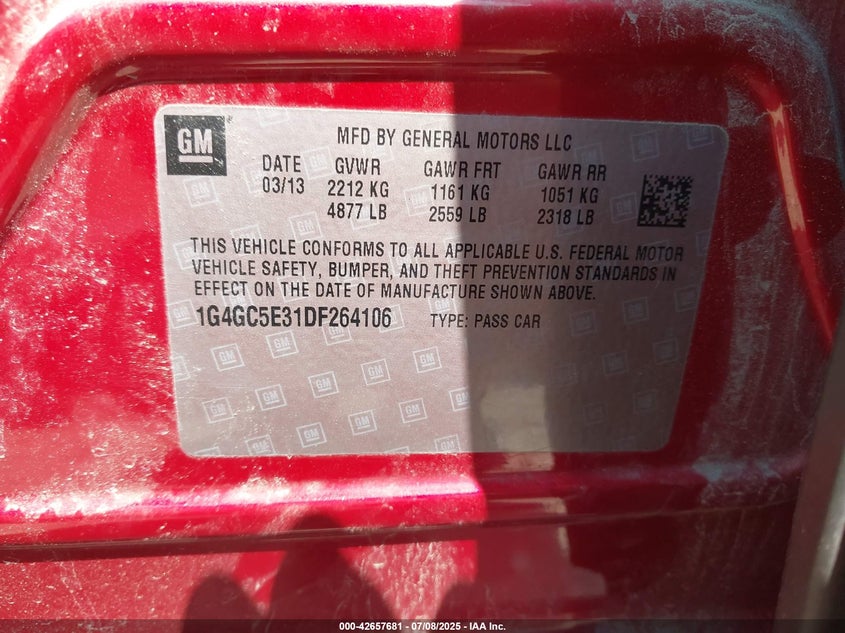 GM
MFD BY GENERAL MOTORS LLC
DATE GVWR GAWR FRT GAWR RR
03/13 2212 KG 1161 KG 1051 KG
4877 LB 2559 LB 2318 LB
THIS VEHICLE CONFORMS TO ALL APPLICABLE U.S. FEDERAL MOTOR
VEHICLE SAFETY, BUMPER, AND THEFT PREVENTION STANDARDS IN
EFFECT ON THE DATE OF MANUFACTURE SHOWN ABOVE.
1G4GC5E31DF264106 TYPE: PASS CAR
000-42657681 - 07/08/2025 - IAA Inc.